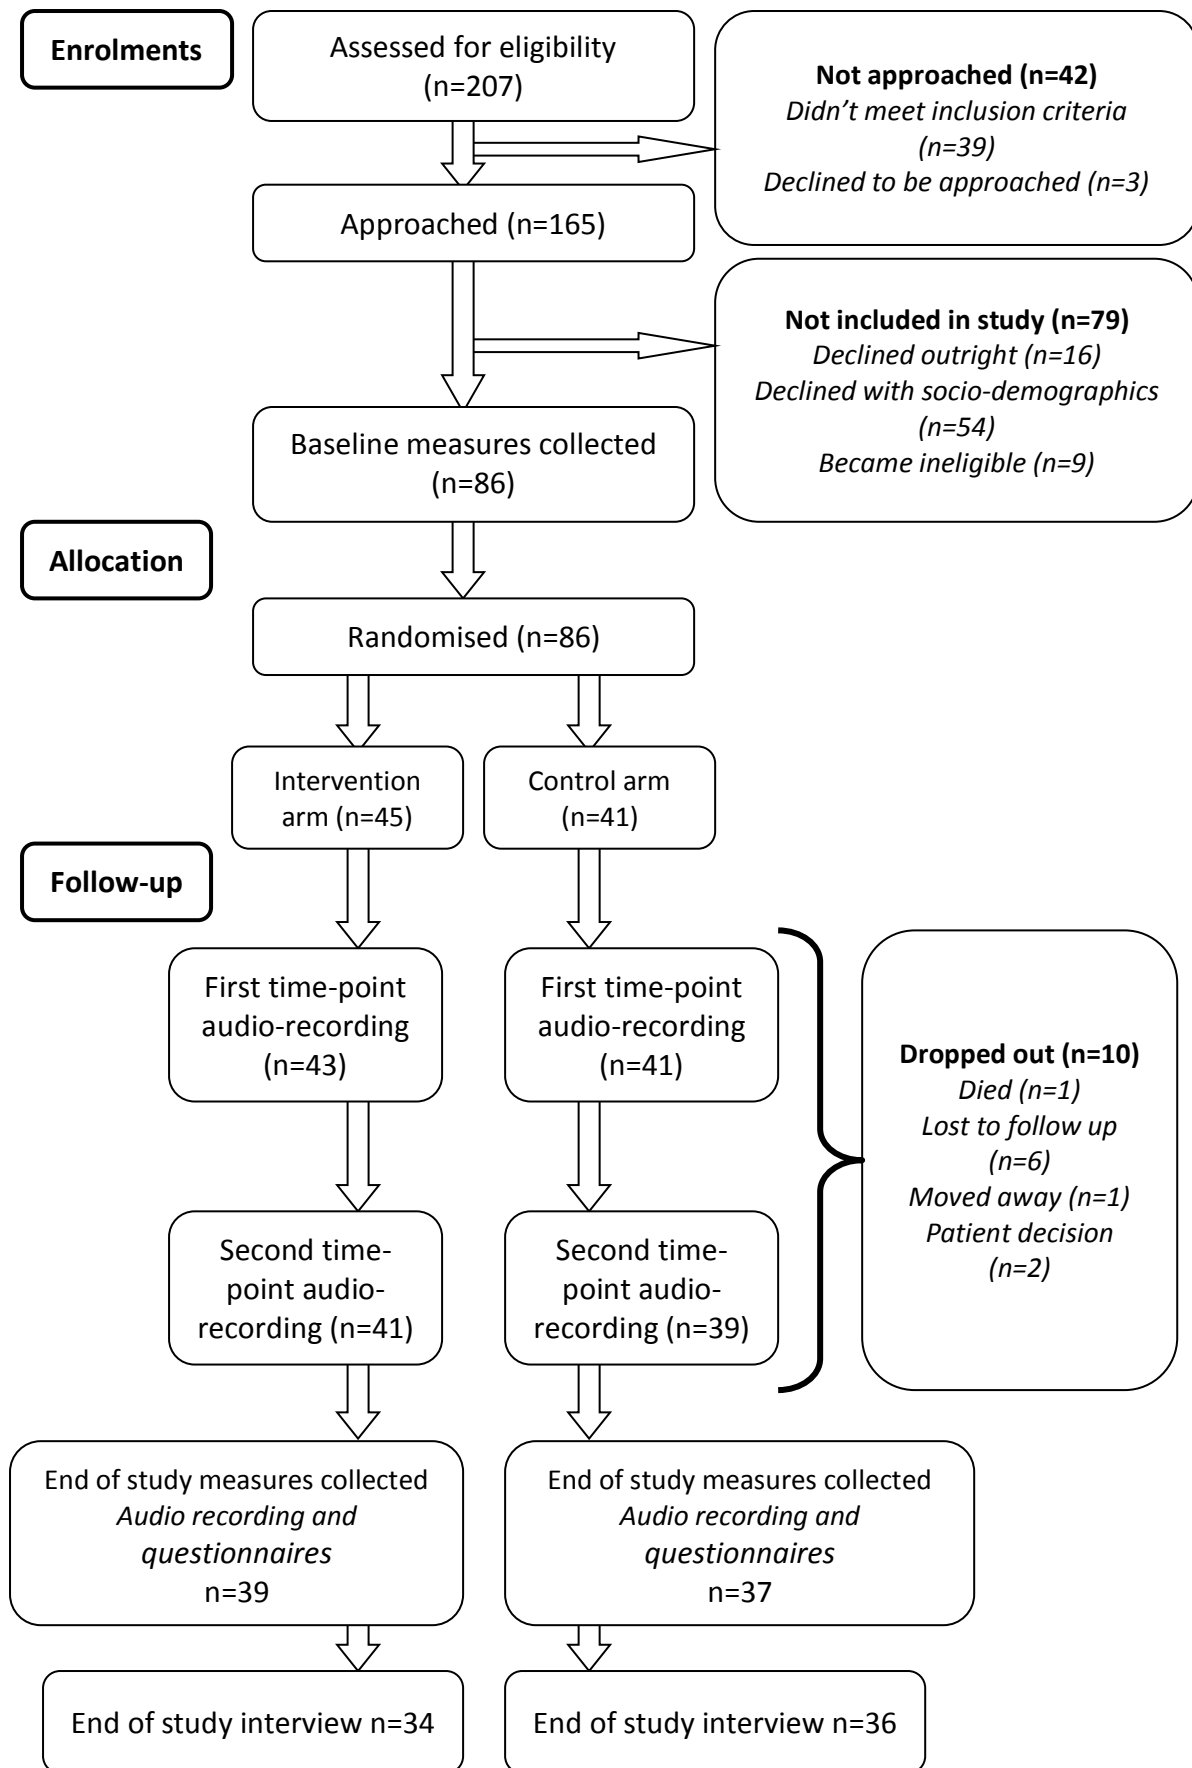 Enrolments
Assessed for eligibility
(n=207)
Not approached (n=42)
Didn’t meet inclusion criteria
(n=39)
Declined to be approached (n=3)
Approached (n=165)
Not included in study (n=79)
Declined outright (n=16)
Declined with socio-demographics
(n=54)
Became ineligible (n=9)
Baseline measures collected
(n=86)
Allocation
Randomised (n=86)
Intervention
arm (n=45)
Control arm
(n=41)
Follow-up
First time-point
audio-recording
(n=43)
First time-point
audio-recording
(n=41)
Dropped out (n=10)
Died (n=1)
Lost to follow up
(n=6)
Moved away (n=1)
Patient decision
(n=2)
Second time-
point audio-
recording (n=41)
Second time-
point audio-
recording (n=39)
End of study measures collected
Audio recording and
questionnaires
n=39
End of study measures collected
Audio recording and
questionnaires
n=37
End of study interview n=34
End of study interview n=36